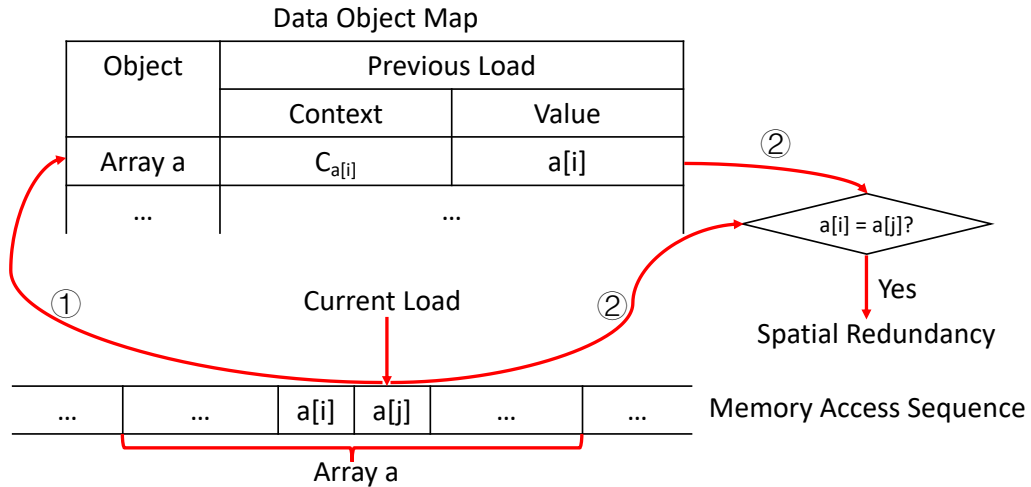 Data Object Map
Object
Previous Load
Context
Value
Array a
C_a[i]
a[i]
...
...
②
a[i] = a[j]?
①
Current Load
②
Yes
Spatial Redundancy
...
...
a[i]
a[j]
...
...
Memory Access Sequence
Array a